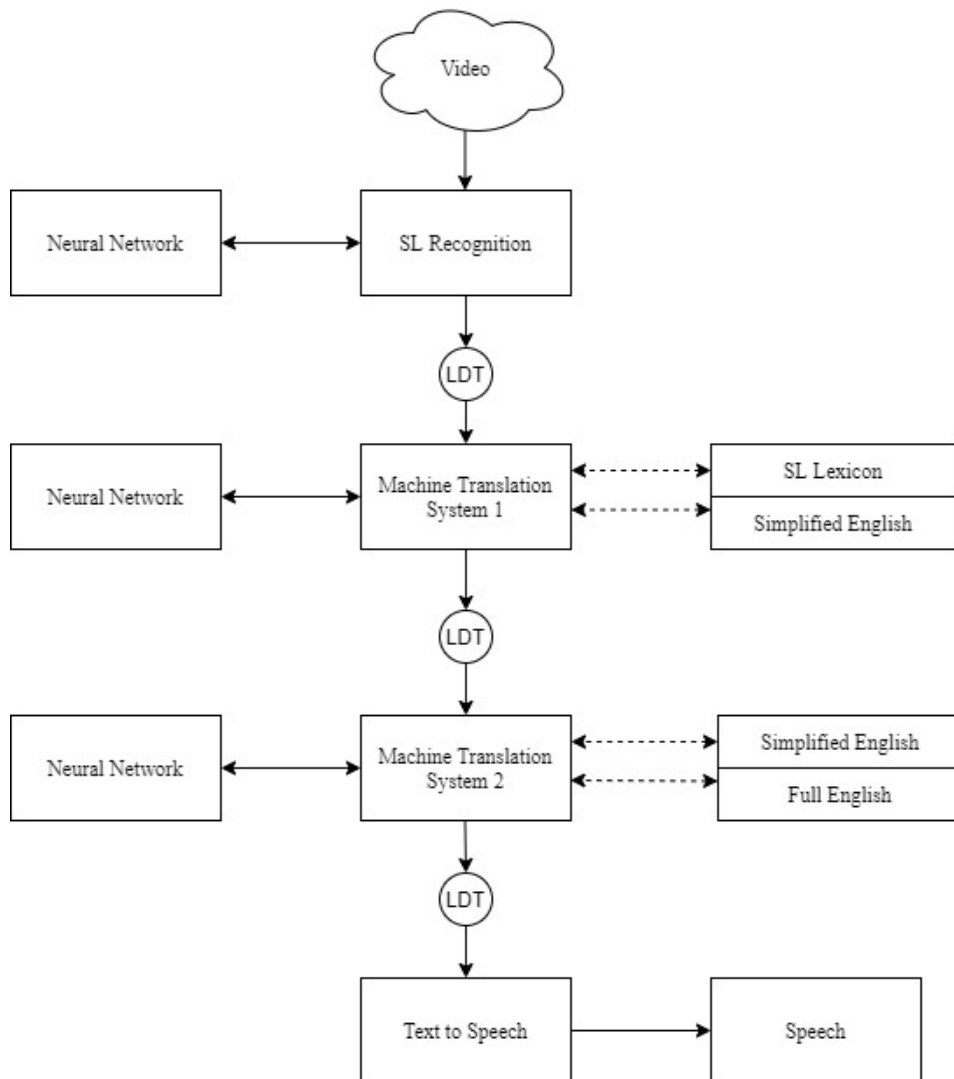 Video
Neural Network
SL Recognition
LDT
Neural Network
Machine Translation
System 1
SL Lexicon
Simplified English
LDT
Neural Network
Machine Translation
System 2
Simplified English
Full English
LDT
Text to Speech
Speech